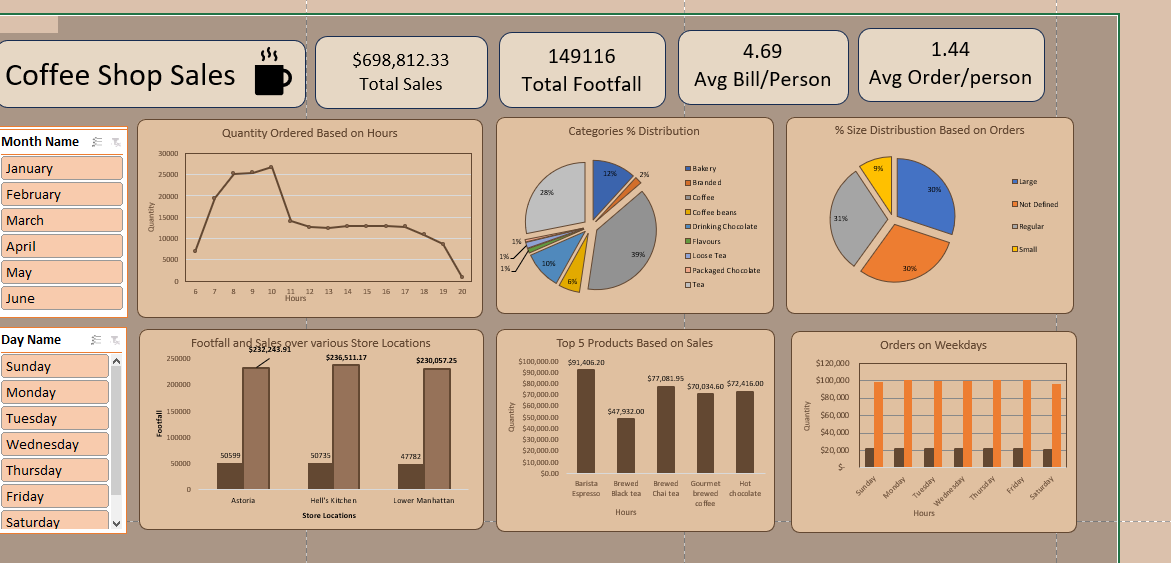 Coffee Shop Sales
$698,812.33
Total Sales
149116
Total Footfall
4.69
Avg Bill/Person
1.44
Avg Order/person
Month Name
January
February
March
April
May
June
Day Name
Sunday
Monday
Tuesday
Wednesday
Thursday
Friday
Saturday
Quantity Ordered Based on Hours
Quantity
30000
25000
20000
15000
10000
5000
0
6 7 8 9 10 11 12 13 14 15 16 17 18 19 20
Hours
Categories % Distribution
12%
2%
39%
6%
10%
1%
1%
1%
28%
Bakery
Branded
Coffee
Coffee beans
Drinking Chocolate
Flavours
Loose Tea
Packaged Chocolate
Tea
% Size Distribustion Based on Orders
30%
30%
31%
9%
Large
Not Defined
Regular
Small
Footfall and Sales over various Store Locations
Footfall
250000
200000
150000
100000
50000
0
$232,243.91
$236,511.17
$230,057.25
50599
50735
47782
Astoria
Hell's Kitchen
Lower Manhattan
Store Locations
Top 5 Products Based on Sales
Quantity
$100,000.00
$90,000.00
$80,000.00
$70,000.00
$60,000.00
$50,000.00
$40,000.00
$30,000.00
$20,000.00
$10,000.00
$0.00
$91,406.20
$47,932.00
$77,081.95
$70,034.60
$72,416.00
Barista
Espresso
Brewed
Black tea
Brewed
Chai tea
Gourmet
brewed
coffee
Hot
chocolate
Hours
Orders on Weekdays
Quantity
$120,000
$100,000
$80,000
$60,000
$40,000
$20,000
$-
Sunday
Monday
Tuesday
Wednesday
Thursday
Friday
Saturday
Hours